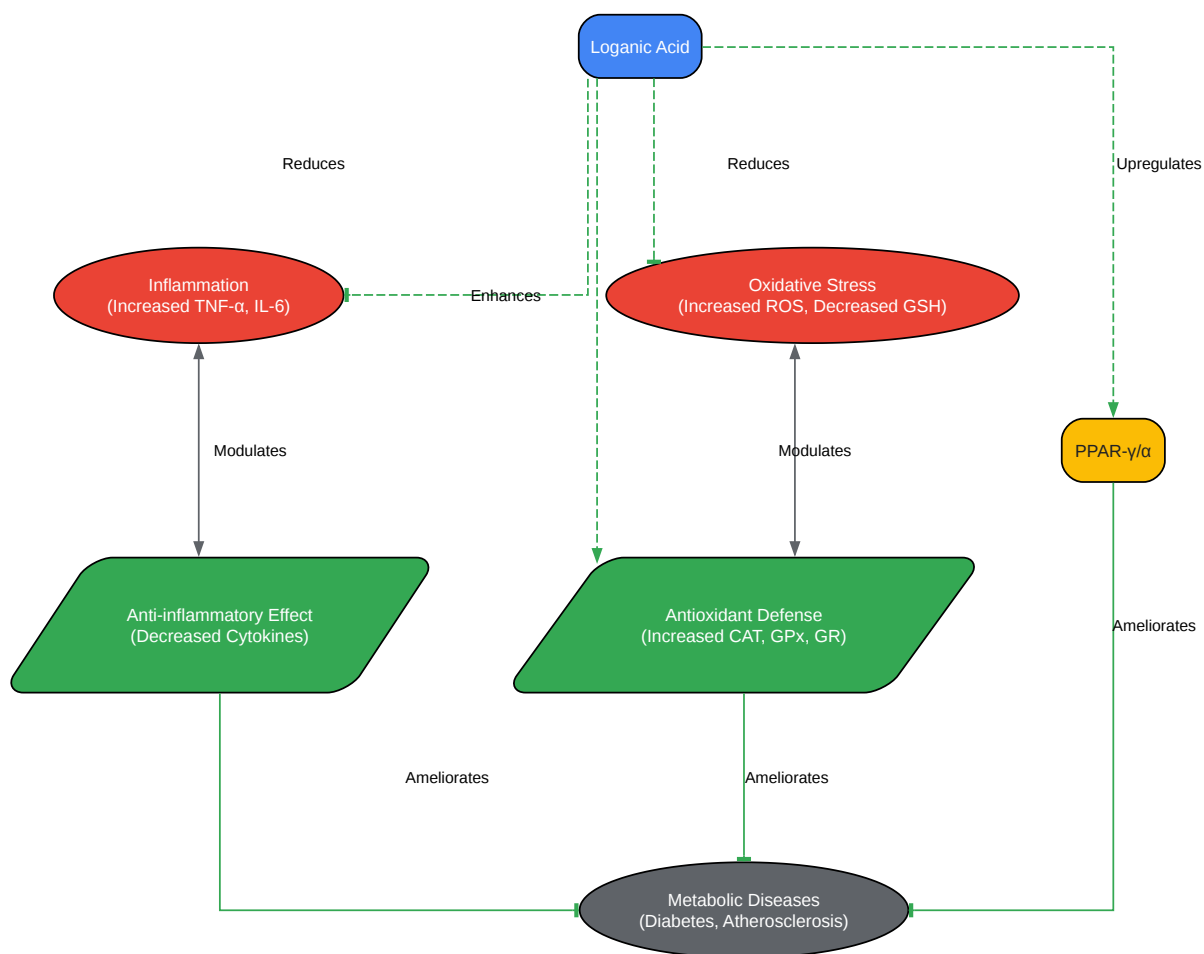 Loganic Acid
Reduces
Reduces
Upregulates
Inflammation
(Increased TNF-α, IL-6)
Enhances
Oxidative Stress
(Increased ROS, Decreased GSH)
Modulates
Modulates
PPAR-γ/α
Anti-inflammatory Effect
(Decreased Cytokines)
Antioxidant Defense
(Increased CAT, GPx, GR)
Ameliorates
Ameliorates
Ameliorates
Metabolic Diseases
(Diabetes, Atherosclerosis)